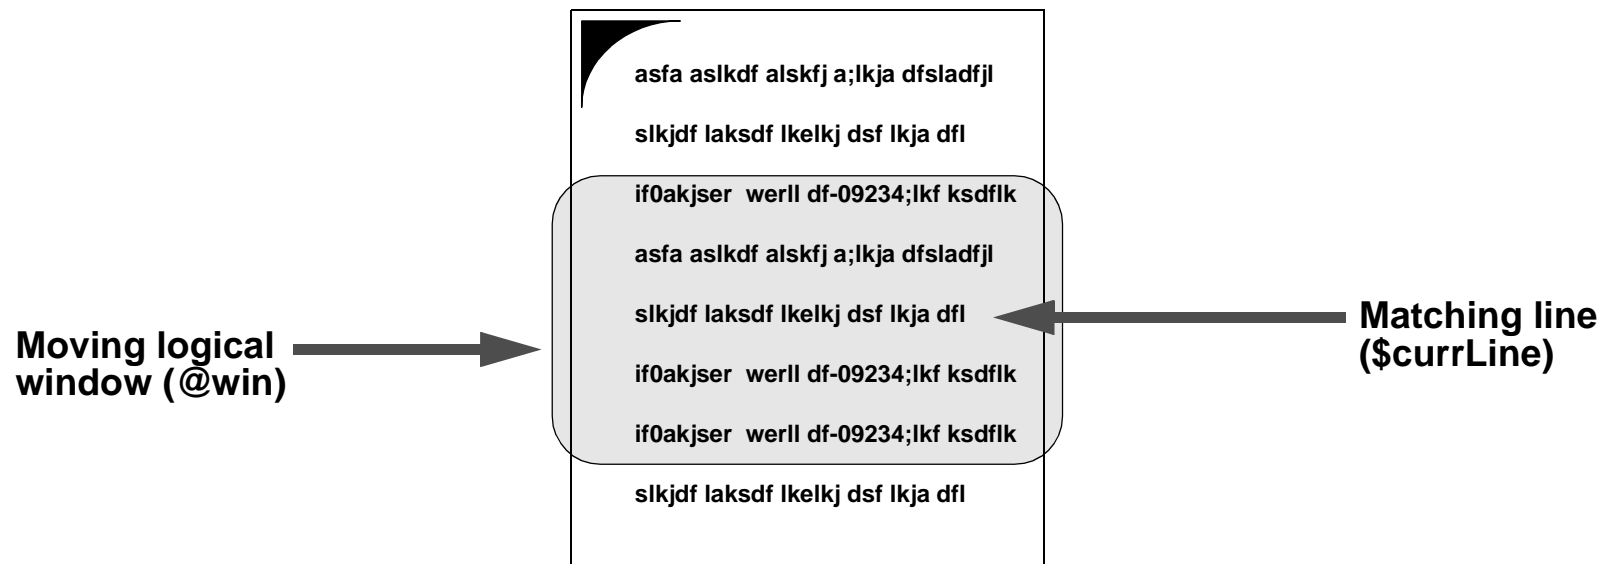 asfa aslkdf alskfj a;lkja dfsladfjl
slkjdf laksdf lkelkj dsf lkja dfl
if0akjser  werll df-09234;lkf ksdflk
asfa aslkdf alskfj a;lkja dfsladfjl
slkjdf laksdf lkelkj dsf lkja dfl
if0akjser  werll df-09234;lkf ksdflk
if0akjser  werll df-09234;lkf ksdflk
slkjdf laksdf lkelkj dsf lkja dfl
Moving logical
window (@win)
Matching line
($currLine)